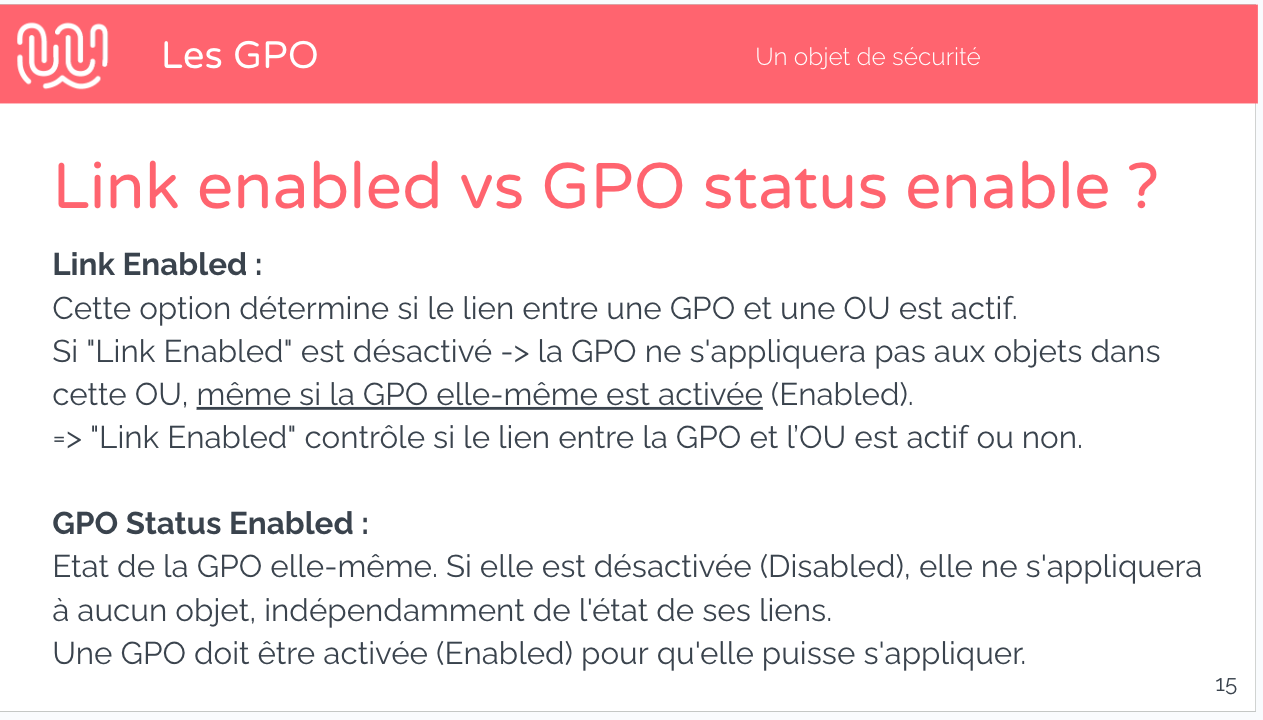 Les GPO
Un objet de sécurité
Link enabled vs GPO status enable ?
Link Enabled :
Cette option détermine si le lien entre une GPO et une OU est actif.
Si "Link Enabled" est désactivé -> la GPO ne s'appliquera pas aux objets dans
cette OU, même si la GPO elle-même est activée (Enabled).
=> "Link Enabled" contrôle si le lien entre la GPO et l’OU est actif ou non.
GPO Status Enabled :
Etat de la GPO elle-même. Si elle est désactivée (Disabled), elle ne s'appliquera
à aucun objet, indépendamment de l'état de ses liens.
Une GPO doit être activée (Enabled) pour qu'elle puisse s'appliquer.
15